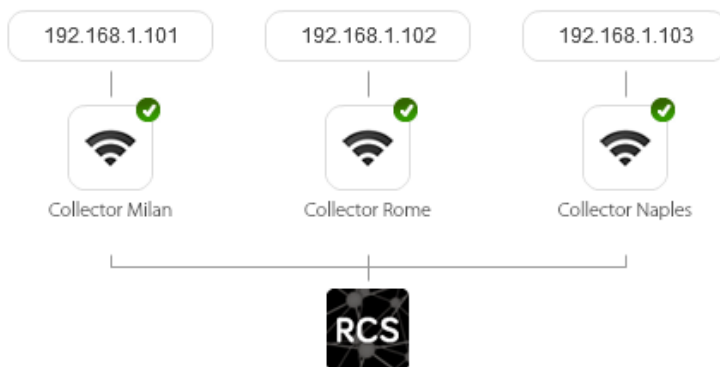 192.168.1.101
192.168.1.102
192.168.1.103
Collector Milan
Collector Rome
Collector Naples
RCS